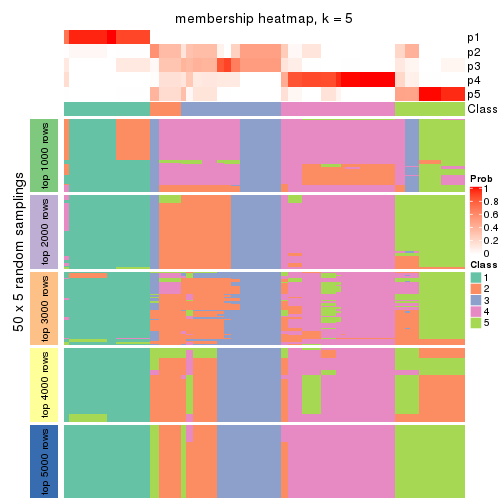 membership heatmap, k = 5
p1
p2
p3
p4
p5
Class
50 x 5 random samplings
top 1000 rows
top 2000 rows
top 3000 rows
top 4000 rows
top 5000 rows
Prob
1
0.8
0.6
0.4
0.2
0
Class
1
2
3
4
5